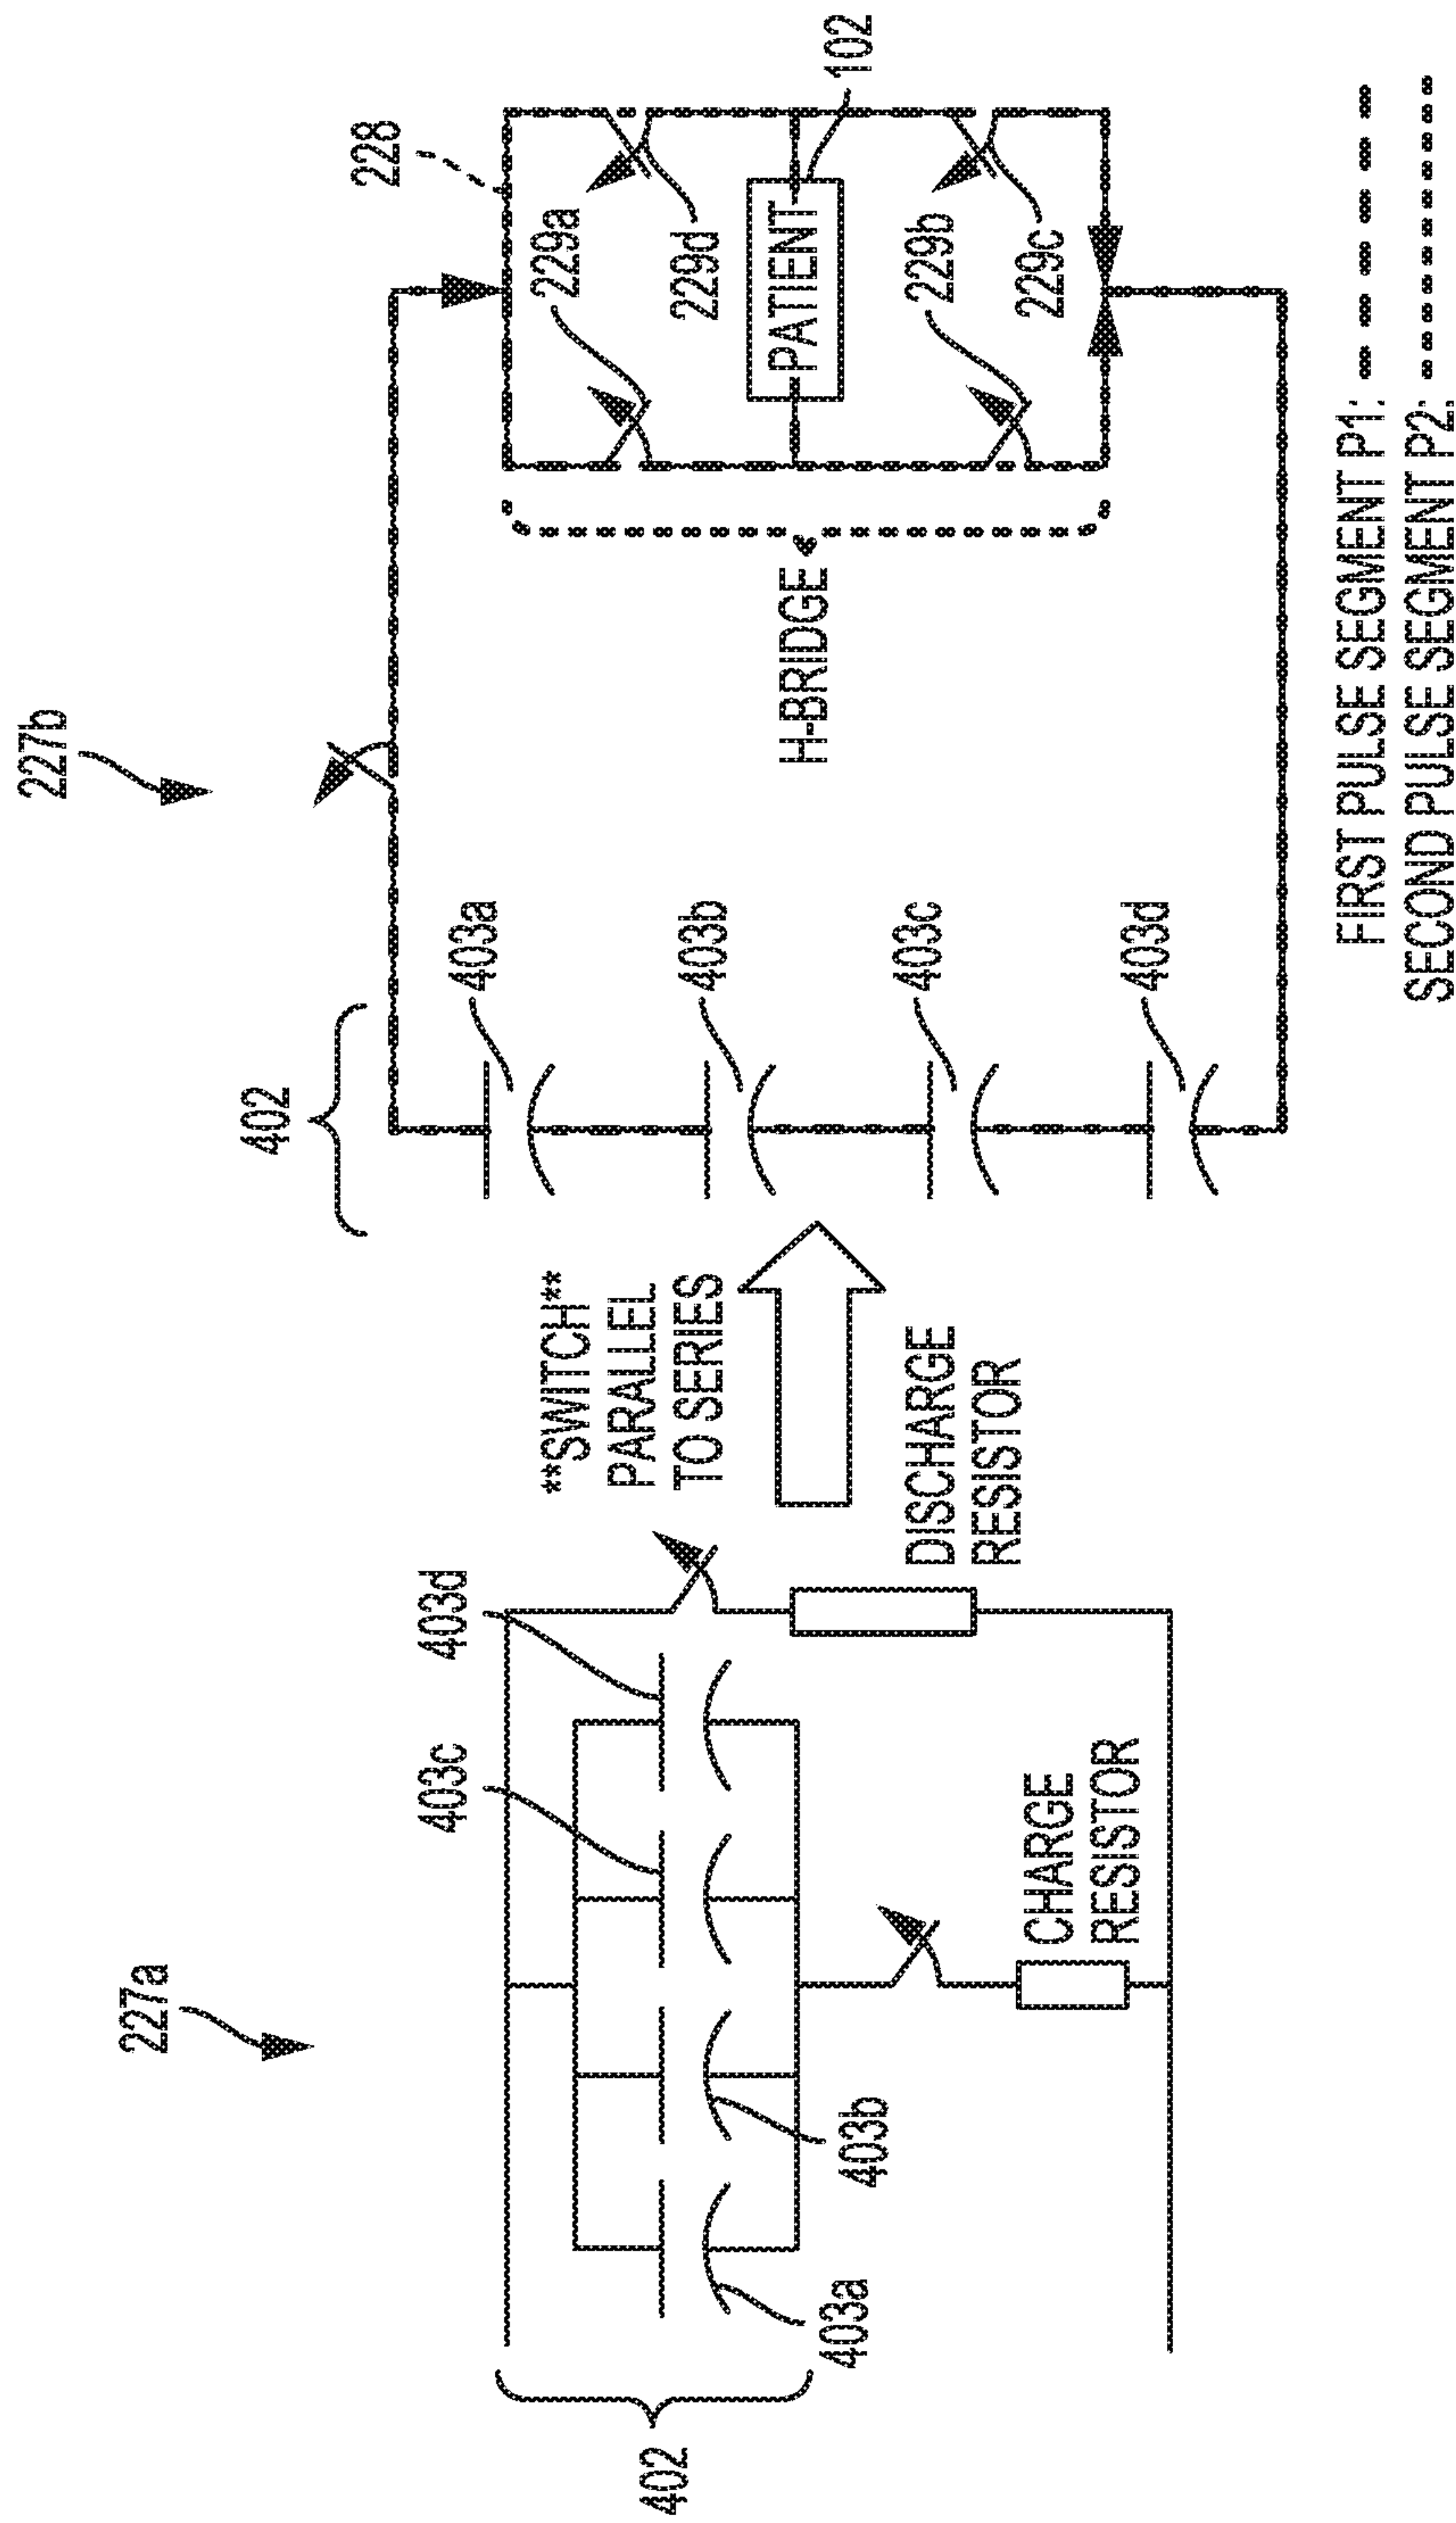 227a
227b
402
403a
403b
403c
403d
CHARGE
RESISTOR
DISCHARGE
RESISTOR
**SWITCH**
PARALLEL
TO SERIES
402
403a
403b
403c
403d
H-BRIDGE
228
229a
229d
PATIENT
102
229b
229c
FIRST PULSE SEGMENT P1:
SECOND PULSE SEGMENT P2: